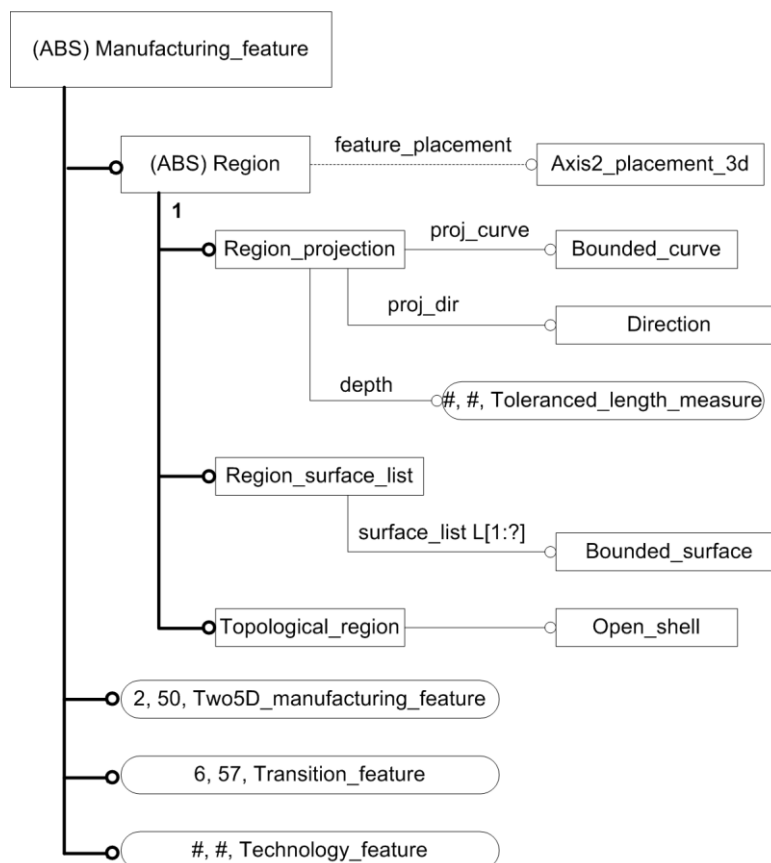 (ABS) Manufacturing_feature
feature_placement
(ABS) Region
Axis2_placement_3d
1
proj_curve
Region_projection
Bounded_curve
proj_dir
Direction
depth
#, #, Toleranced_length_measure
Region_surface_list
surface_list L[1:?]
Bounded_surface
Topological_region
Open_shell
2, 50, Two5D_manufacturing_feature
6, 57, Transition_feature
#, #, Technology_feature